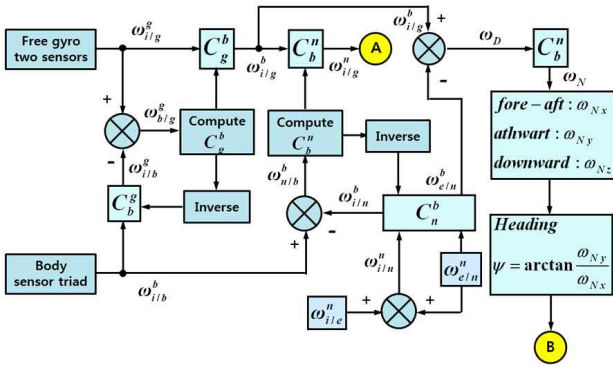 Free gyro
two sensors
ω^g_{i/g}
C^b_g
ω^b_{i/g}
C^n_b
ω^n_{i/g}
A
ω^b_{i/g}
+
-
ω_D
C^n_b
ω_N
+
-
ω^g_{b/g}
Compute
C^b_g
Compute
C^n_b
Inverse
fore-aft : ω_{Nx}
athwart : ω_{Ny}
downward : ω_{Nz}
ω^g_{i/b}
C^g_b
Inverse
ω^b_{n/b}
ω^b_{i/n}
ω^b_{e/n}
C^b_n
+
-
Heading
ψ = arctan ω_{Ny}/ω_{Nx}
Body
sensor triad
ω^b_{i/b}
ω^n_{i/n}
ω^n_{e/n}
ω^n_{i/e}
+
+
B